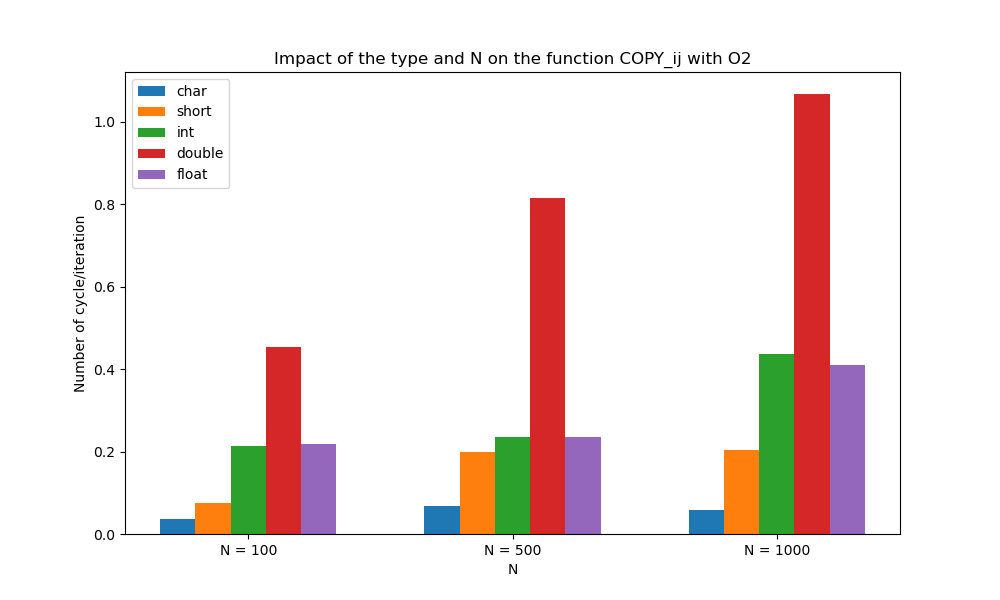 Impact of the type and N on the function COPY_ij with O2
char
short
int
double
float
Number of cycle/iteration
1.0
0.8
0.6
0.4
0.2
0.0
N = 100
N = 500
N = 1000
N